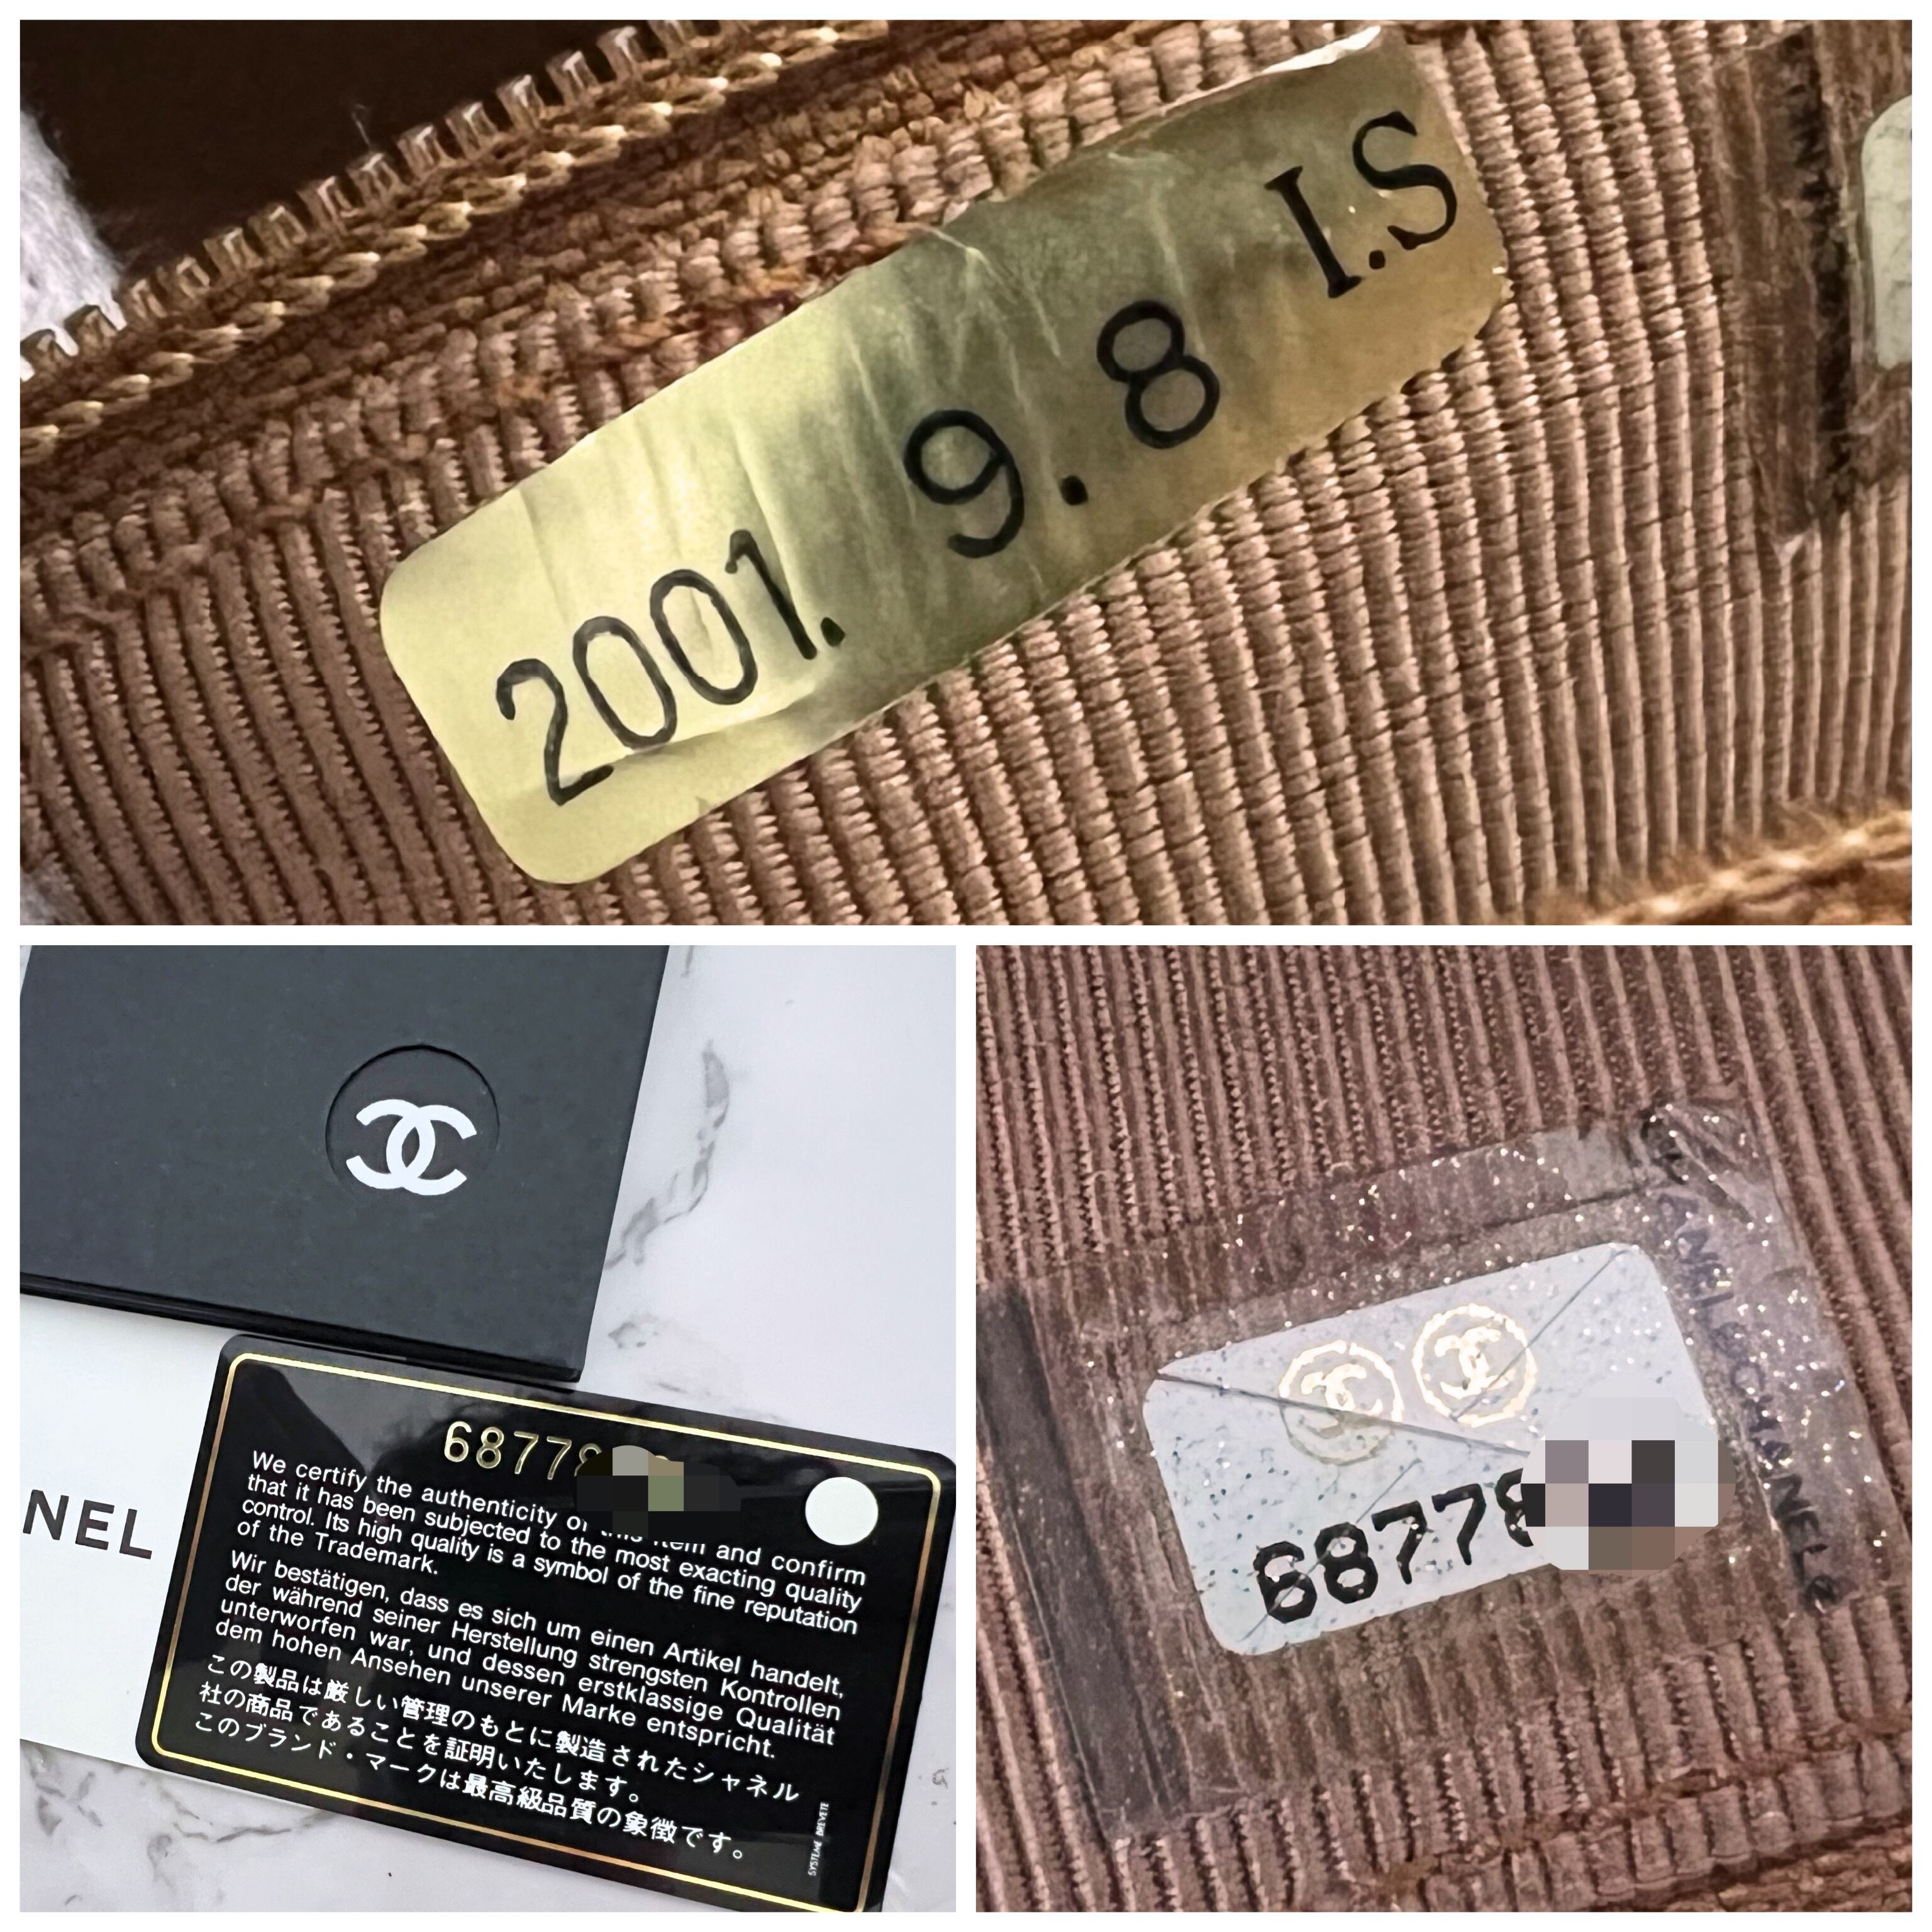 2001. 9.8 I.S
NEL
6877
We certify the authenticity of this item and confirm
that it has been subjected to the most exacting quality
control. Its high quality is a symbol of the fine reputation
of the Trademark.
Wir bestätigen, dass es sich um einen Artikel handelt,
der während seiner Herstellung strengsten Kontrollen
unterworfen war, und dessen erstklassige Qualität
dem hohen Ansehen unserer Marke entspricht.
この製品は厳しい管理のもとに製造されたシャネル
社の商品であることを証明いたします。
このブランド・マークは最高級品質の象徴です。
SYSTEME BREVETE
6877